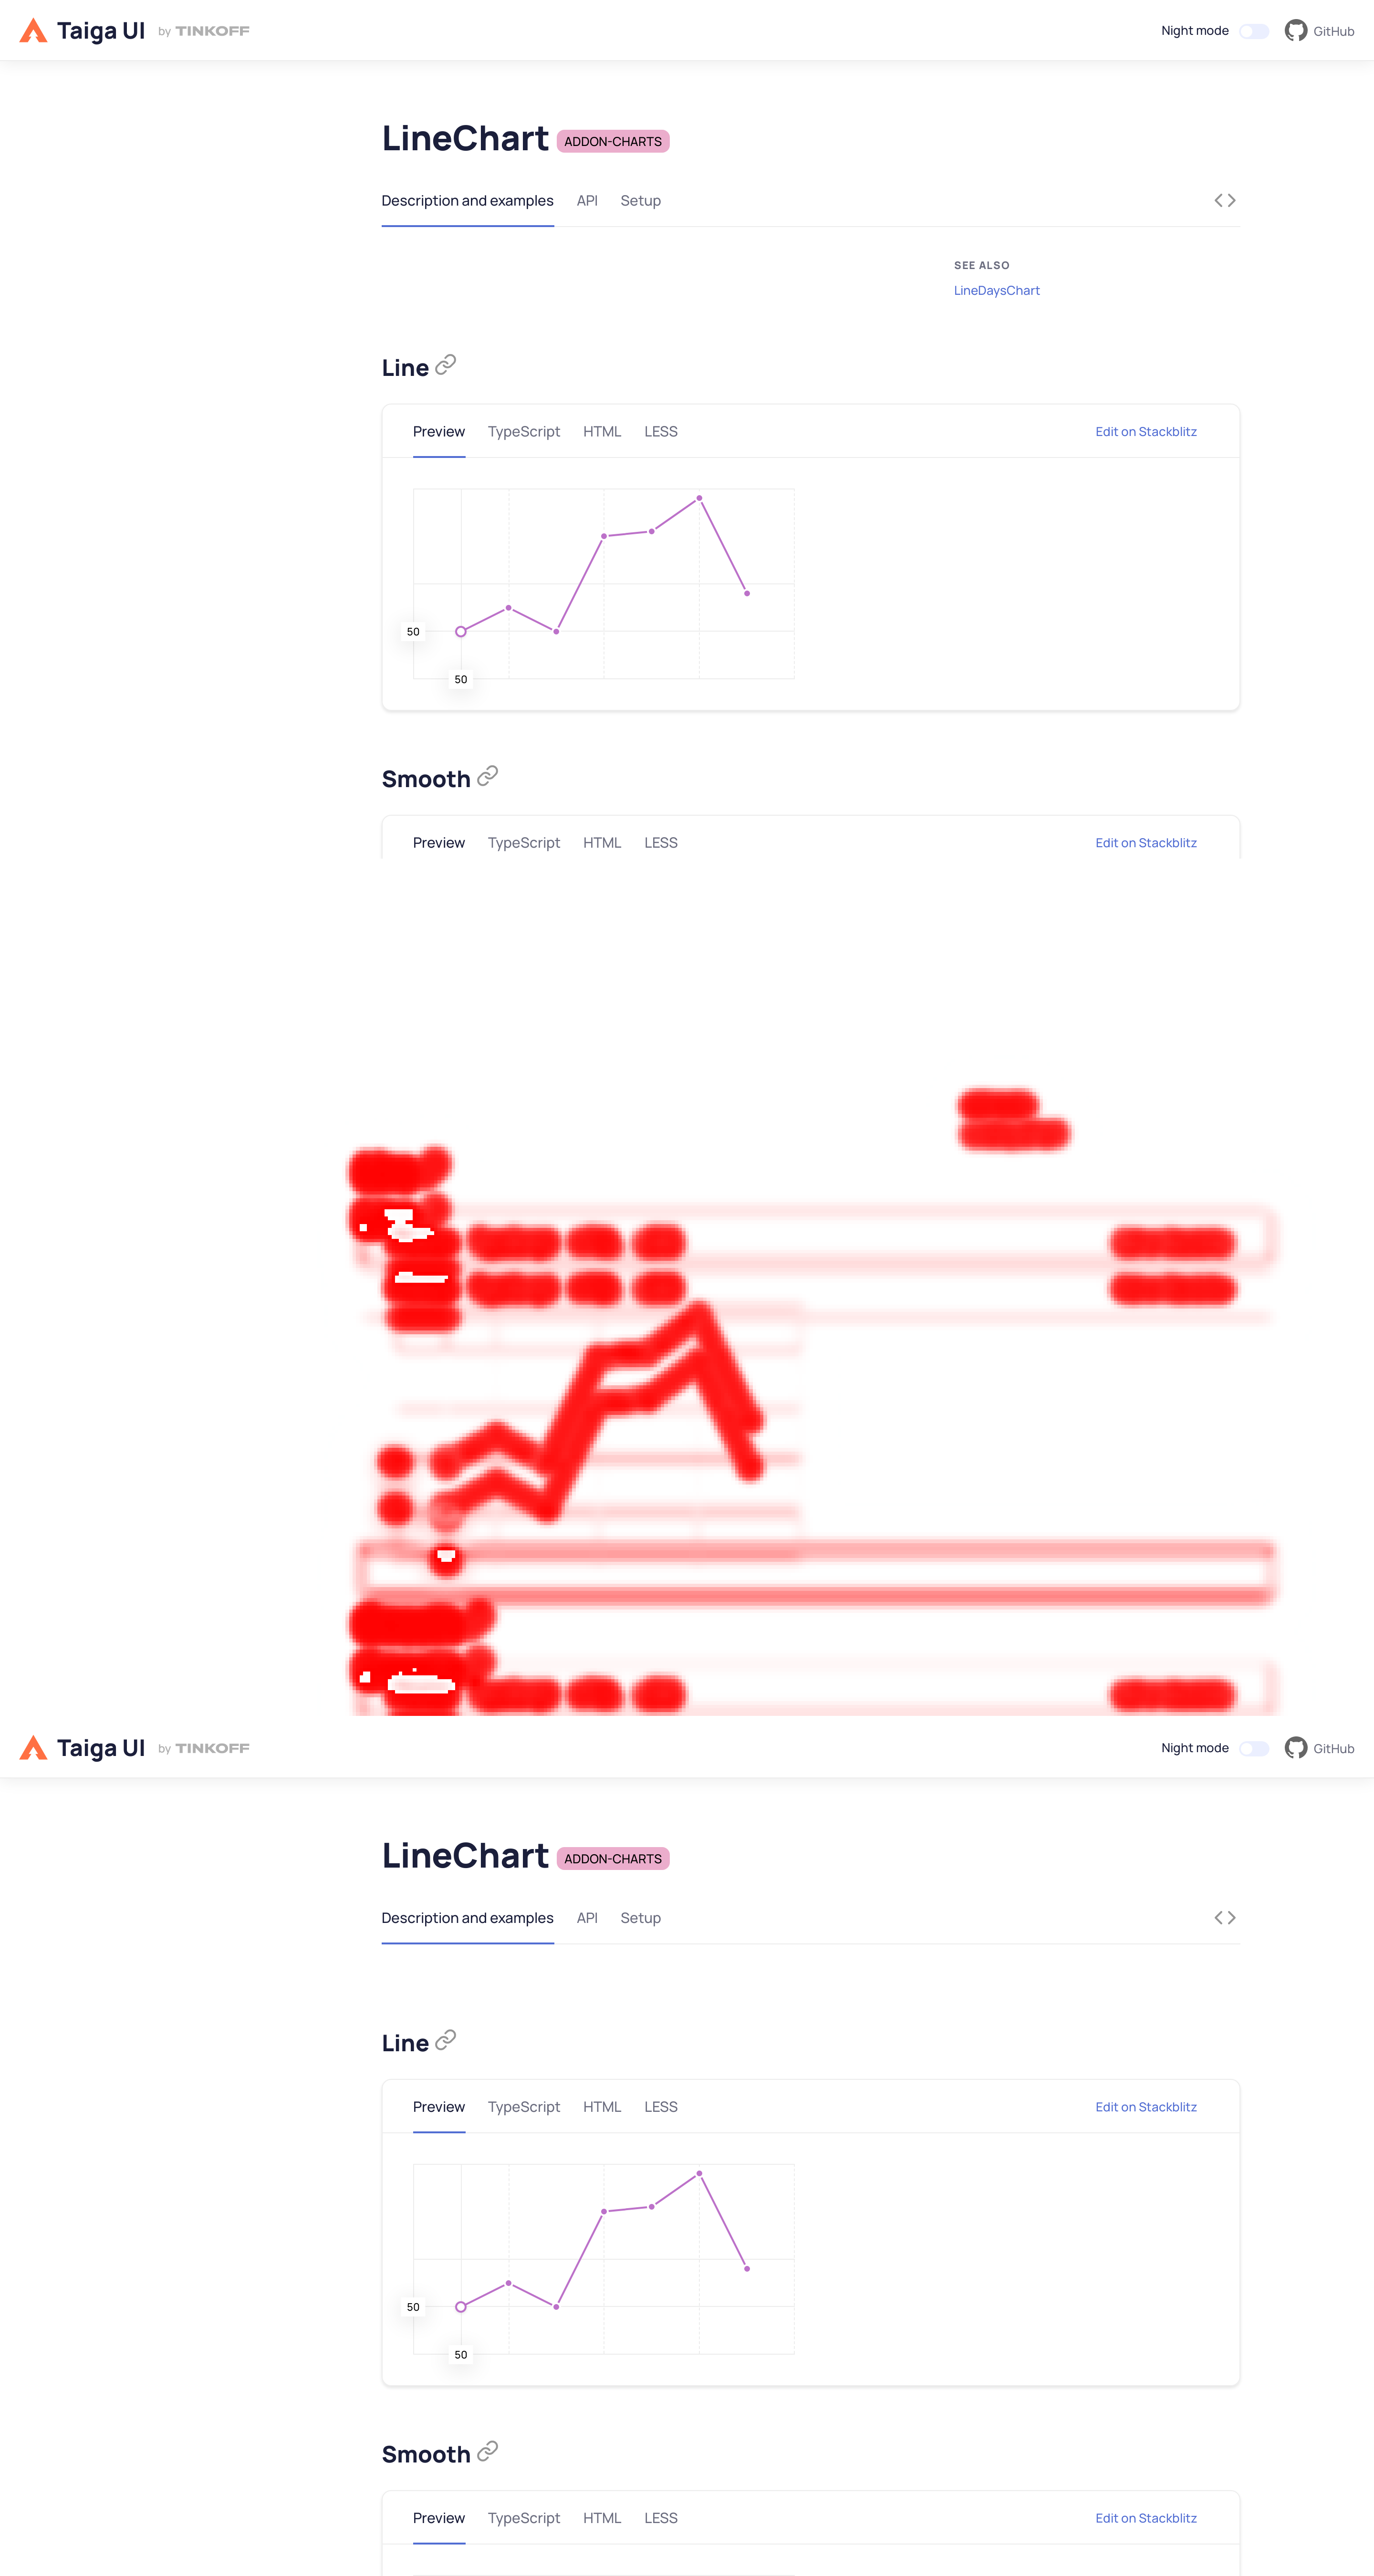 Taiga UI by TINKOFF Night mode GitHub
LineChart ADDON-CHARTS
Description and examples API Setup
SEE ALSO
LineDaysChart
Line
Preview TypeScript HTML LESS Edit on Stackblitz
50
50
Smooth
Preview TypeScript HTML LESS Edit on Stackblitz
Taiga UI by TINKOFF Night mode GitHub
LineChart ADDON-CHARTS
Description and examples API Setup
Line
Preview TypeScript HTML LESS Edit on Stackblitz
50
50
Smooth
Preview TypeScript HTML LESS Edit on Stackblitz